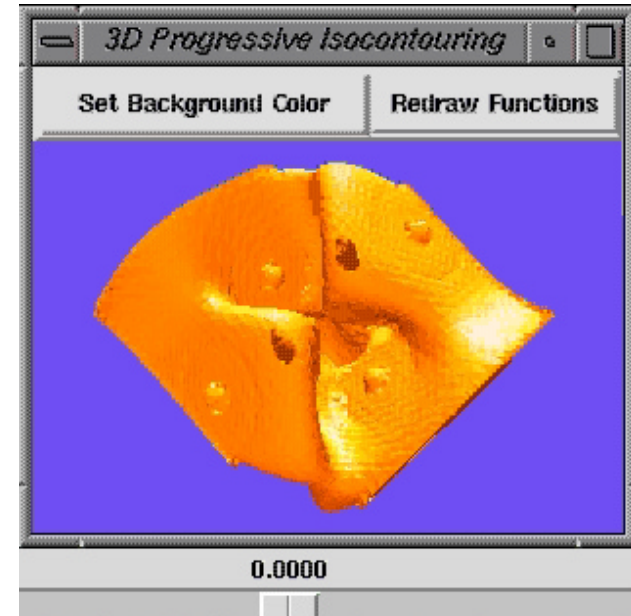 3D Progressive Isocontouring
Set Background Color Redraw Functions
0.0000